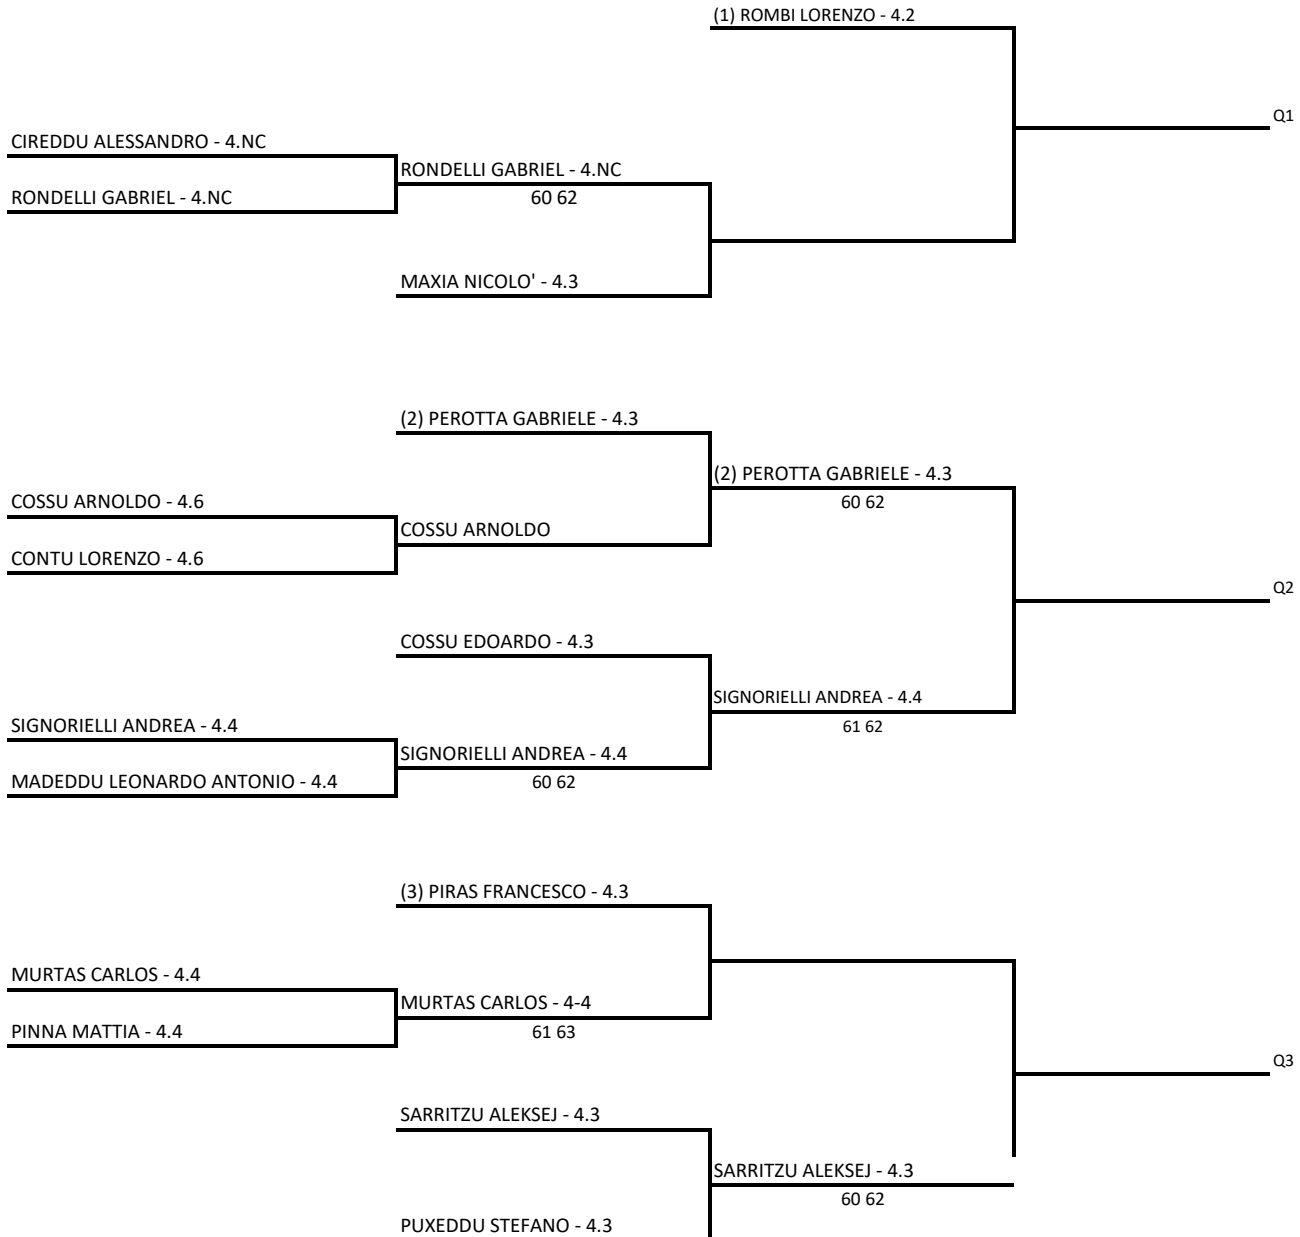 (1) ROMBI LORENZO - 4.2
Q1
CIREDDU ALESSANDRO - 4.NC
RONDELLI GABRIEL - 4.NC
RONDELLI GABRIEL - 4.NC
60 62
MAXIA NICOLO' - 4.3
(2) PEROTTA GABRIELE - 4.3
(2) PEROTTA GABRIELE - 4.3
60 62
COSSU ARNOLDO - 4.6
COSSU ARNOLDO
CONTU LORENZO - 4.6
Q2
COSSU EDOARDO - 4.3
SIGNORIELLI ANDREA - 4.4
61 62
SIGNORIELLI ANDREA - 4.4
SIGNORIELLI ANDREA - 4.4
60 62
MADEDDU LEONARDO ANTONIO - 4.4
(3) PIRAS FRANCESCO - 4.3
MURTAS CARLOS - 4.4
MURTAS CARLOS - 4-4
61 63
PINNA MATTIA - 4.4
Q3
SARRITZU ALEKSEJ - 4.3
SARRITZU ALEKSEJ - 4.3
60 62
PUXEDDU STEFANO - 4.3